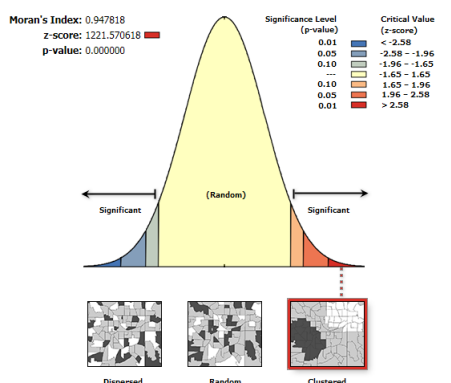 Moran's Index: 0.947818
z-score: 1221.570618
p-value: 0.000000
Significance Level
(p-value)
Critical Value
(z-score)
0.01 < -2.58
0.05 -2.58 – -1.96
0.10 -1.96 – -1.65
--- -1.65 – 1.65
0.10 1.65 – 1.96
0.05 1.96 – 2.58
0.01 > 2.58
(Random)
Significant Significant
Dispersed Random Clustered